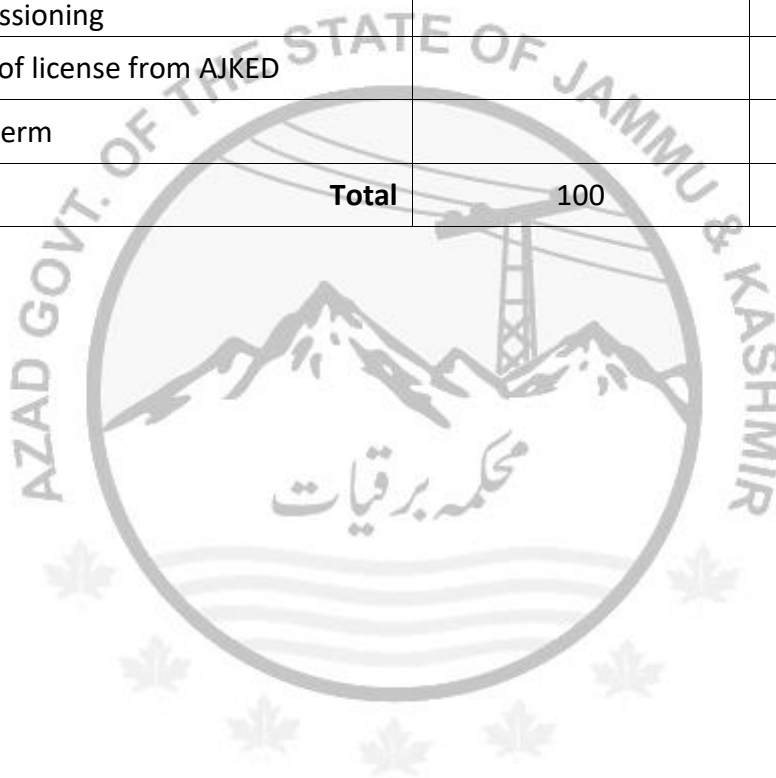 ssioning
of license from AJKED
erm
Total 100
AZAD GOVT. OF THE STATE OF JAMMU & KASHMIR
محکمہ برقیات